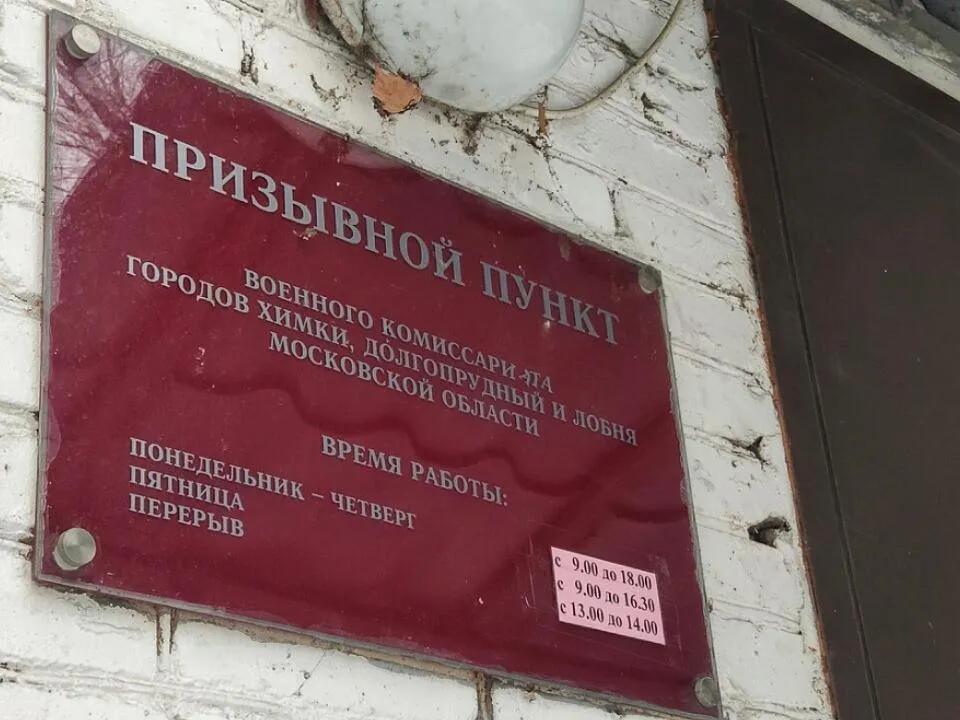 ПРИЗЫВНОЙ ПУНКТ
ВОЕННОГО КОМИССАРИАТА
ГОРОДОВ ХИМКИ, ДОЛГОПРУДНЫЙ И ЛОБНЯ
МОСКОВСКОЙ ОБЛАСТИ
ВРЕМЯ РАБОТЫ:
ПОНЕДЕЛЬНИК – ЧЕТВЕРГ
ПЯТНИЦА
ПЕРЕРЫВ
с 9.00 до 18.00
с 9.00 до 16.30
с 13.00 до 14.00